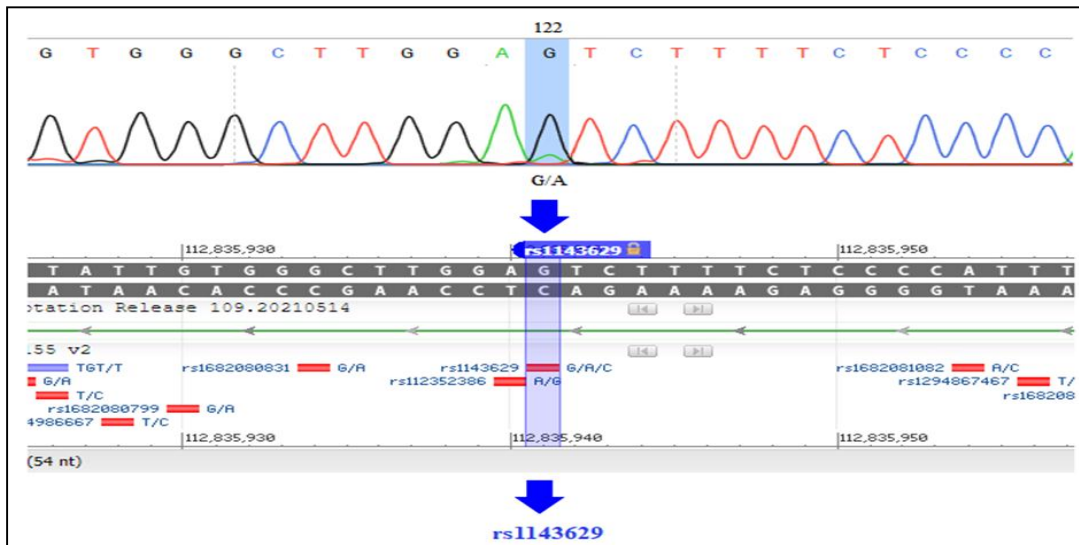 122
G T G G G C T T G G A G T C T T T T C T C C C C
G/A
112,835,930 rs1143629 112,835,950
T A T T G T G G G C T T G G A G T C T T T T C T C C C C A T T T
A T A A C A C C C G A A C C T C A G A A A A G A G G G G T A A A
otation Release 109.20210514
155 v2
TGT/T rs1682080831 G/A rs1143629 G/A/C rs1682081082 A/C
G/A rs112352386 A/G rs1294867467 T/
T/C rs168208
rs1682080799 G/A
4986667 T/C
112,835,930 112,835,940 112,835,950
(54 nt)
rs1143629